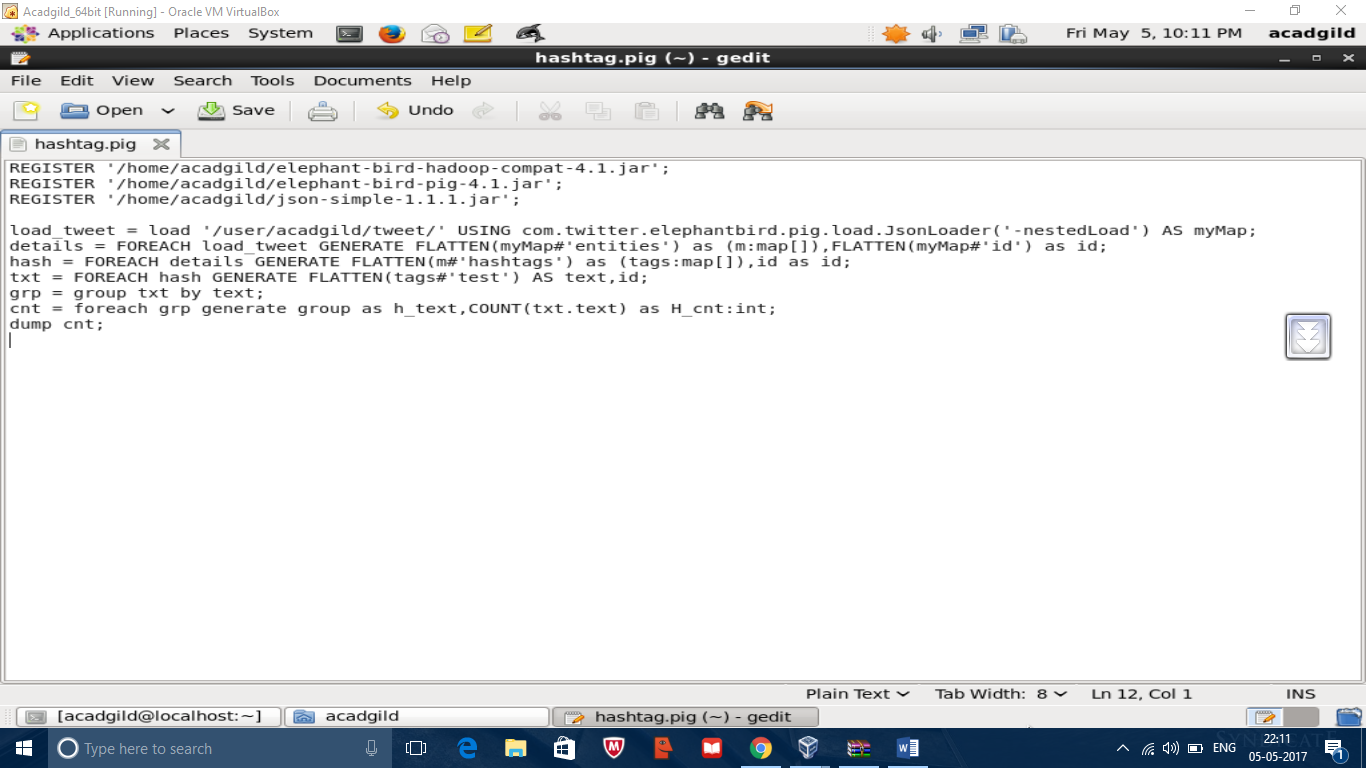 Acadgild_64bit [Running] - Oracle VM VirtualBox
Applications Places System Fri May 5, 10:11 PM acadgild
hashtag.pig (~) - gedit
File Edit View Search Tools Documents Help
Open Save Undo
hashtag.pig
REGISTER '/home/acadgild/elephant-bird-hadoop-compat-4.1.jar';
REGISTER '/home/acadgild/elephant-bird-pig-4.1.jar';
REGISTER '/home/acadgild/json-simple-1.1.1.jar';
load_tweet = load '/user/acadgild/tweet/' USING com.twitter.elephantbird.pig.load.JsonLoader('-nestedLoad') AS myMap;
details = FOREACH load_tweet GENERATE FLATTEN(myMap#'entities') as (m:map[]),FLATTEN(myMap#'id') as id;
hash = FOREACH details GENERATE FLATTEN(m#'hashtags') as (tags:map[]),id as id;
txt = FOREACH hash GENERATE FLATTEN(tags#'test') AS text,id;
grp = group txt by text;
cnt = foreach grp generate group as h_text,COUNT(txt.text) as H_cnt:int;
dump cnt;
Plain Text Tab Width: 8 Ln 12, Col 1 INS
[acadgild@localhost:~] acadgild hashtag.pig (~) - gedit
Type here to search ENG 22:11
05-05-2017 1